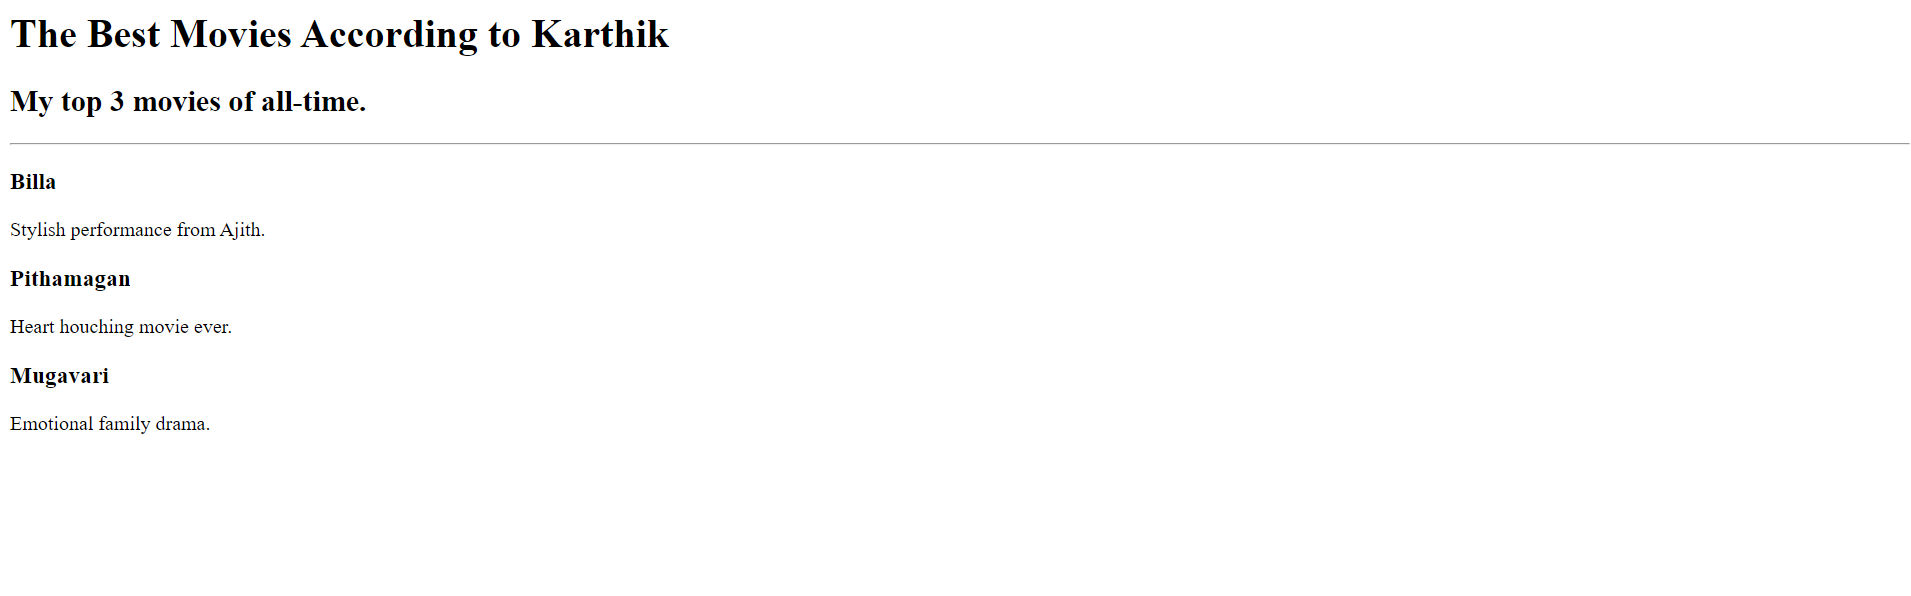 The Best Movies According to Karthik
My top 3 movies of all-time.
Billa
Stylish performance from Ajith.
Pithamagan
Heart houching movie ever.
Mugavari
Emotional family drama.